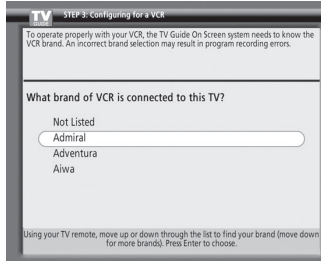 TV GUIDE STEP 3: Configuring for a VCR
To operate properly with your VCR, the TV Guide On Screen system needs to know the
VCR brand. An incorrect brand selection may result in program recording errors.
What brand of VCR is connected to this TV?
Not Listed
Admiral
Adventura
Aiwa
Using your TV remote, move up or down through the list to find your brand (move down
for more brands). Press Enter to choose.